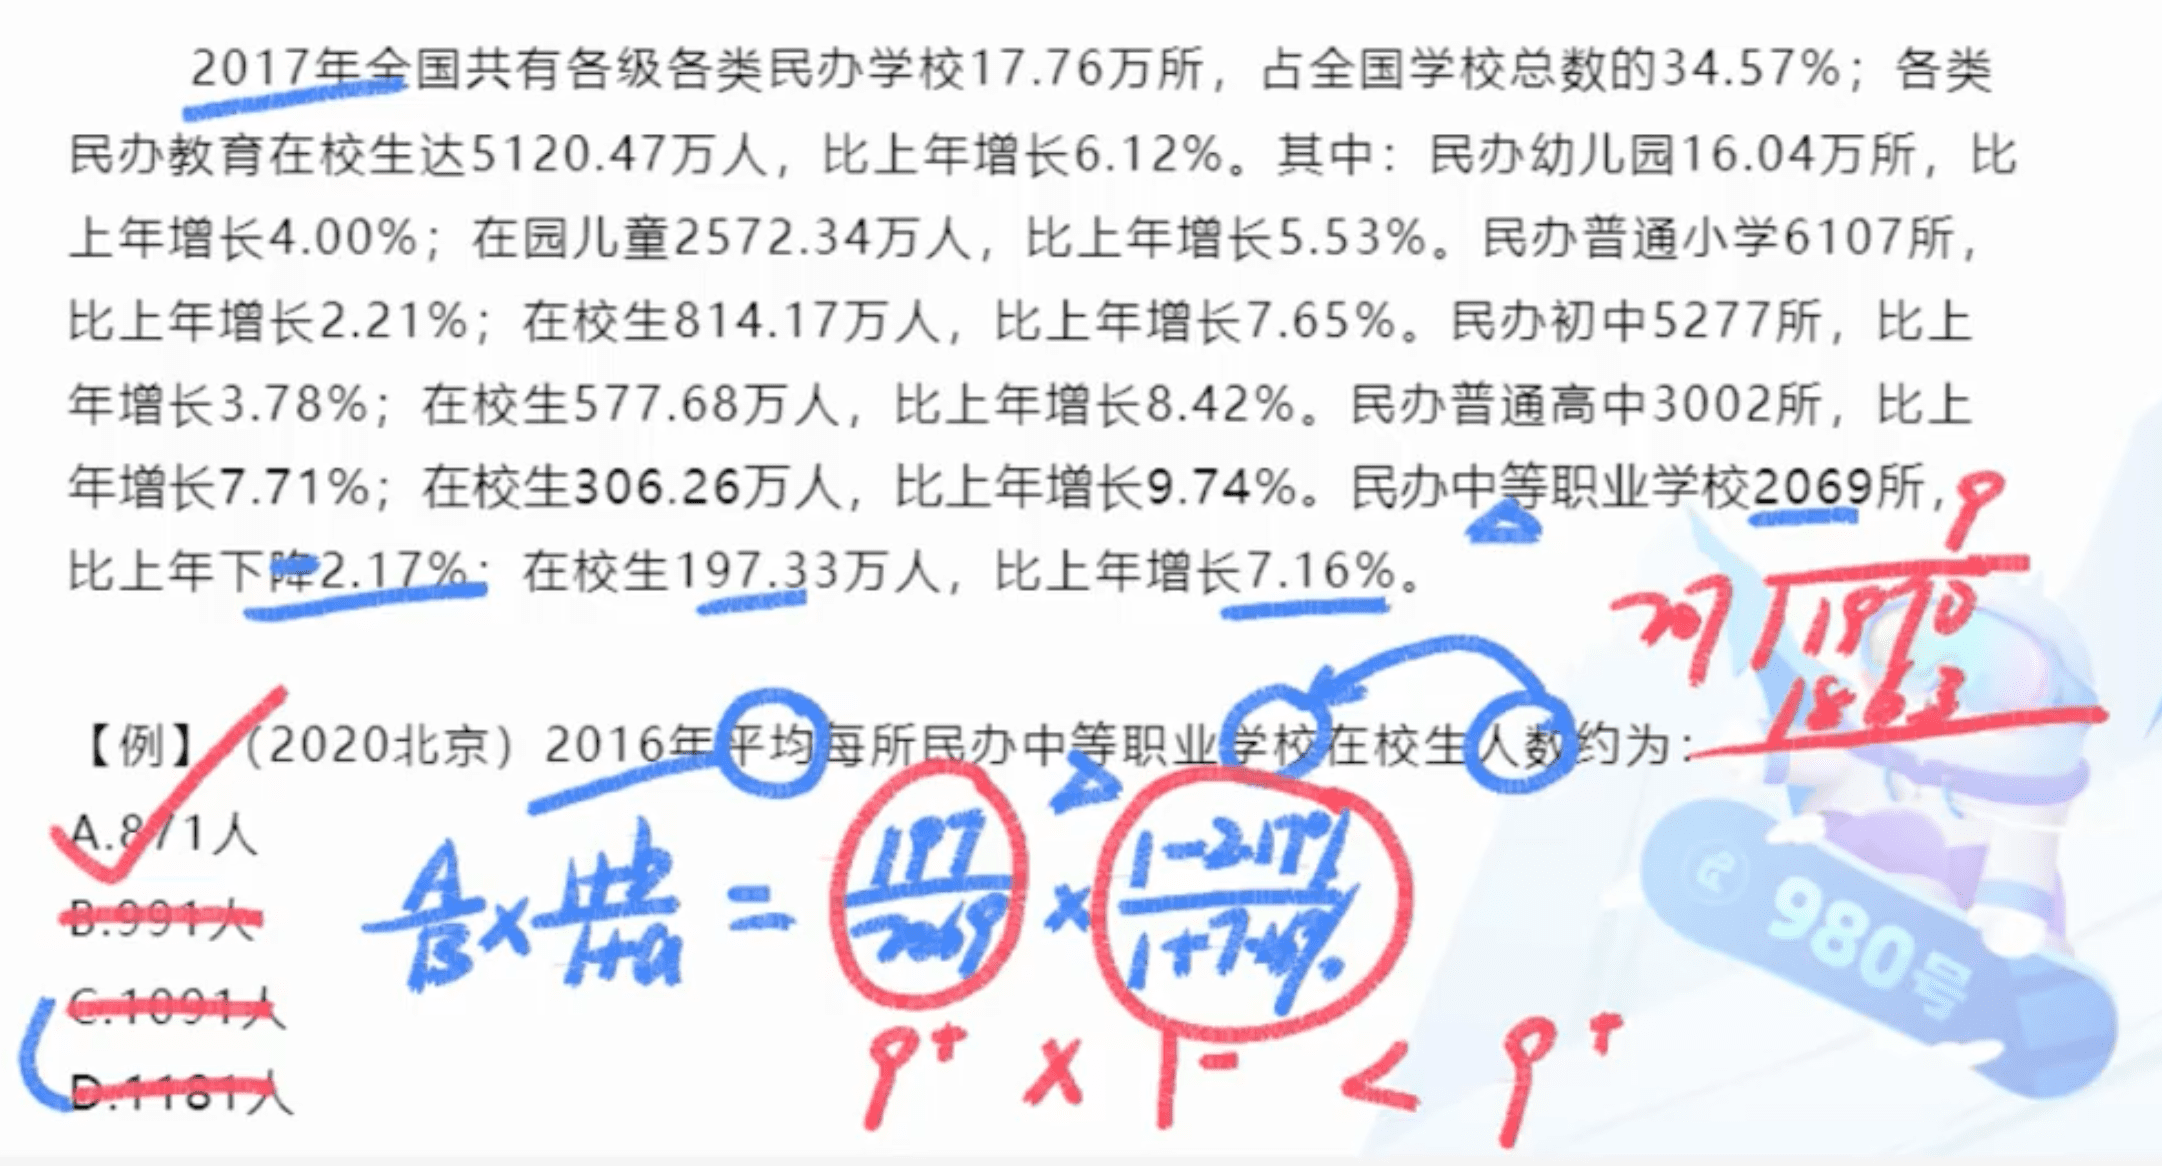 2017年全国共有各级各类民办学校17.76万所，占全国学校总数的34.57%；各类
民办教育在校生达5120.47万人，比上年增长6.12%。其中：民办幼儿园16.04万所，比
上年增长4.00%；在园儿童2572.34万人，比上年增长5.53%。民办普通小学6107所，
比上年增长2.21%；在校生814.17万人，比上年增长7.65%。民办初中5277所，比上
年增长3.78%；在校生577.68万人，比上年增长8.42%。民办普通高中3002所，比上
年增长7.71%；在校生306.26万人，比上年增长9.74%。民办中等职业学校2069所，
比上年下降2.17%；在校生197.33万人，比上年增长7.16%。
9
207 1970
1863
【例】（2020北京）2016年平均每所民办中等职业学校在校生人数约为：
A.871人
B.991人
C.1091人
D.1181人
A/B × 1+b/1+a = 197/2069 × 1-2.17%/1+7.16%
9+ × 1- < 9+
980号